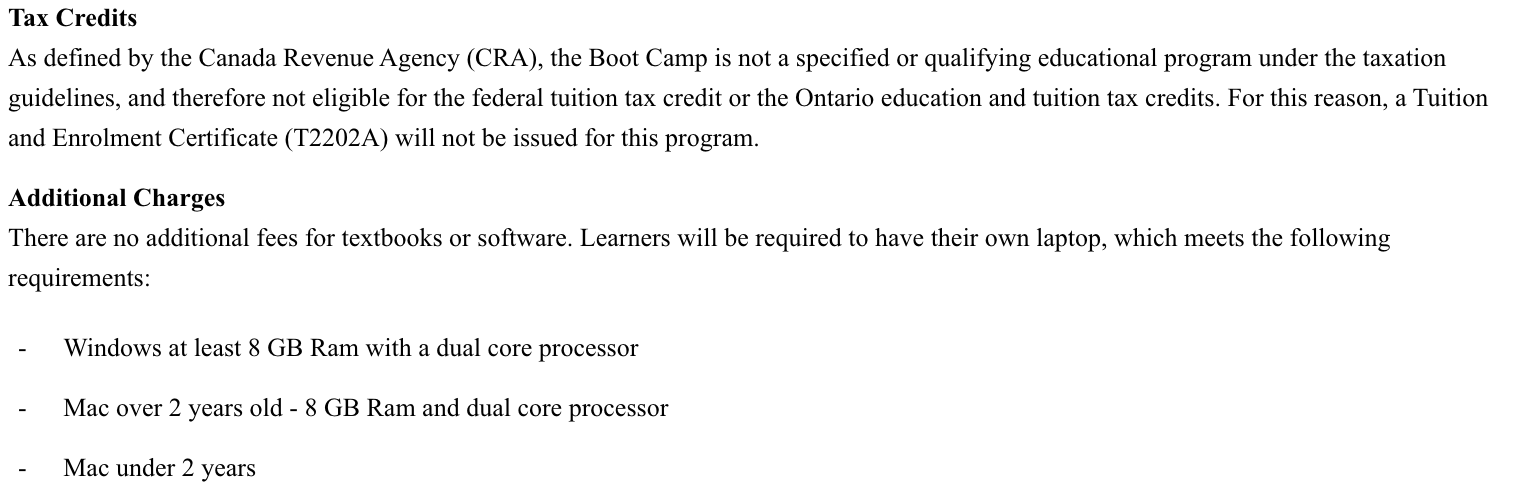 Tax Credits
As defined by the Canada Revenue Agency (CRA), the Boot Camp is not a specified or qualifying educational program under the taxation
guidelines, and therefore not eligible for the federal tuition tax credit or the Ontario education and tuition tax credits. For this reason, a Tuition
and Enrolment Certificate (T2202A) will not be issued for this program.
Additional Charges
There are no additional fees for textbooks or software. Learners will be required to have their own laptop, which meets the following
requirements:
- Windows at least 8 GB Ram with a dual core processor
- Mac over 2 years old - 8 GB Ram and dual core processor
- Mac under 2 years